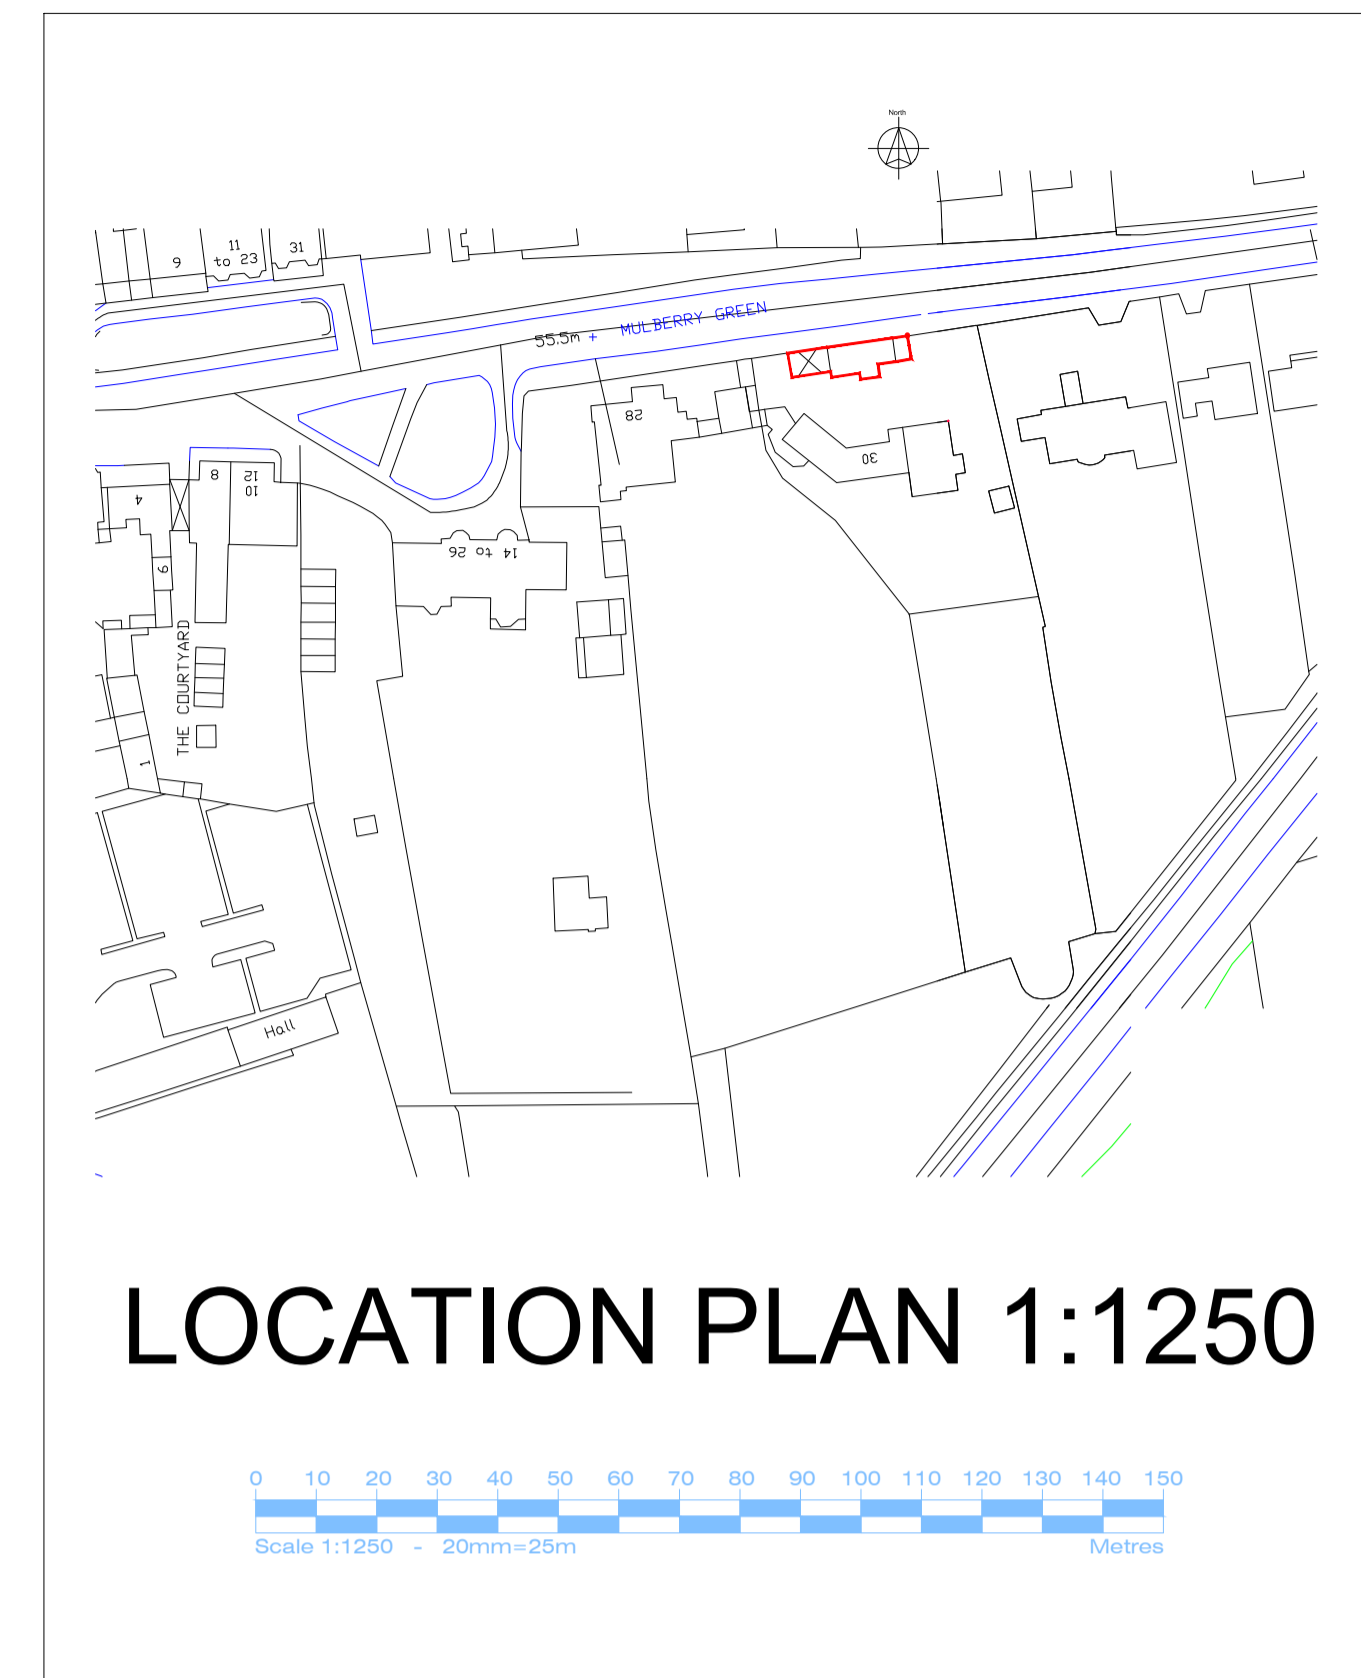 North
9
11
to 23
31
MULBERRY GREEN
55.5m +
28
30
4
8
12
10
6
14 to 26
THE COURTYARD
1
Hall
LOCATION PLAN 1:1250
0 10 20 30 40 50 60 70 80 90 100 110 120 130 140 150
Scale 1:1250 - 20mm=25m Metres